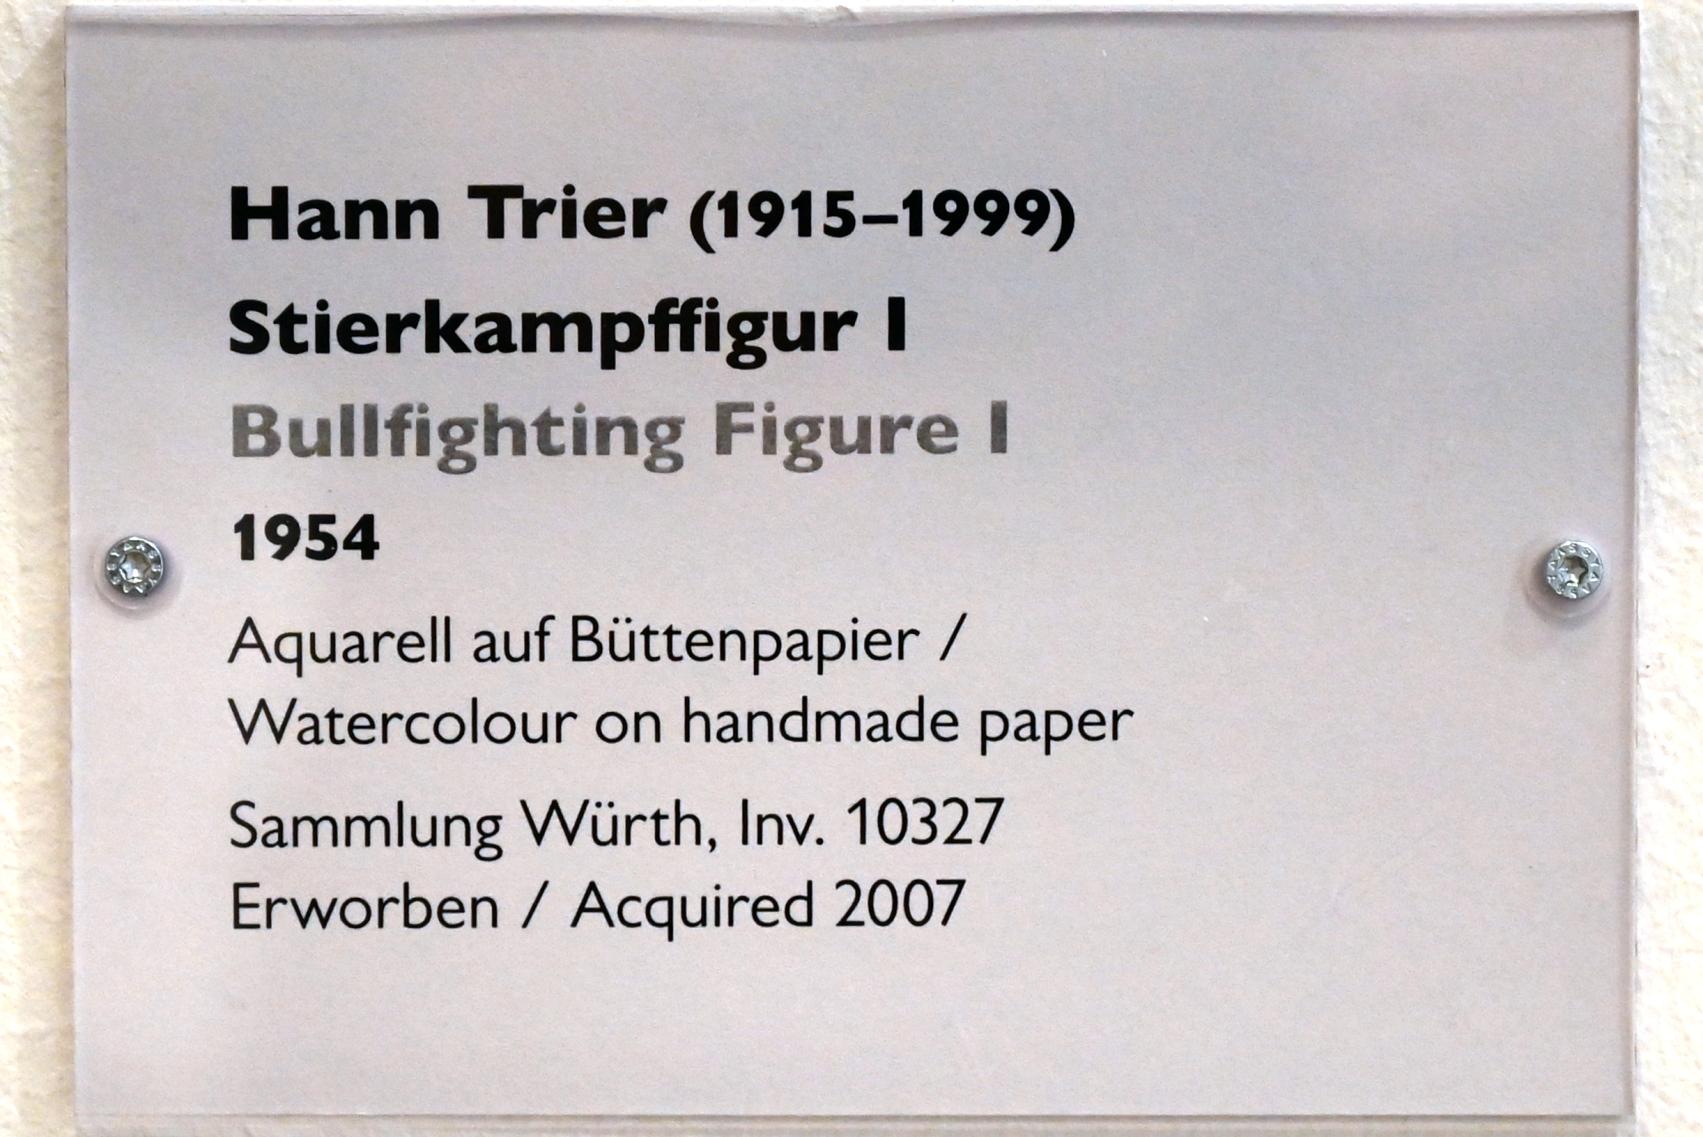 Hann Trier (1915–1999)
Stierkampffigur I
Bullfighting Figure I
1954
Aquarell auf Büttenpapier /
Watercolour on handmade paper
Sammlung Würth, Inv. 10327
Erworben / Acquired 2007